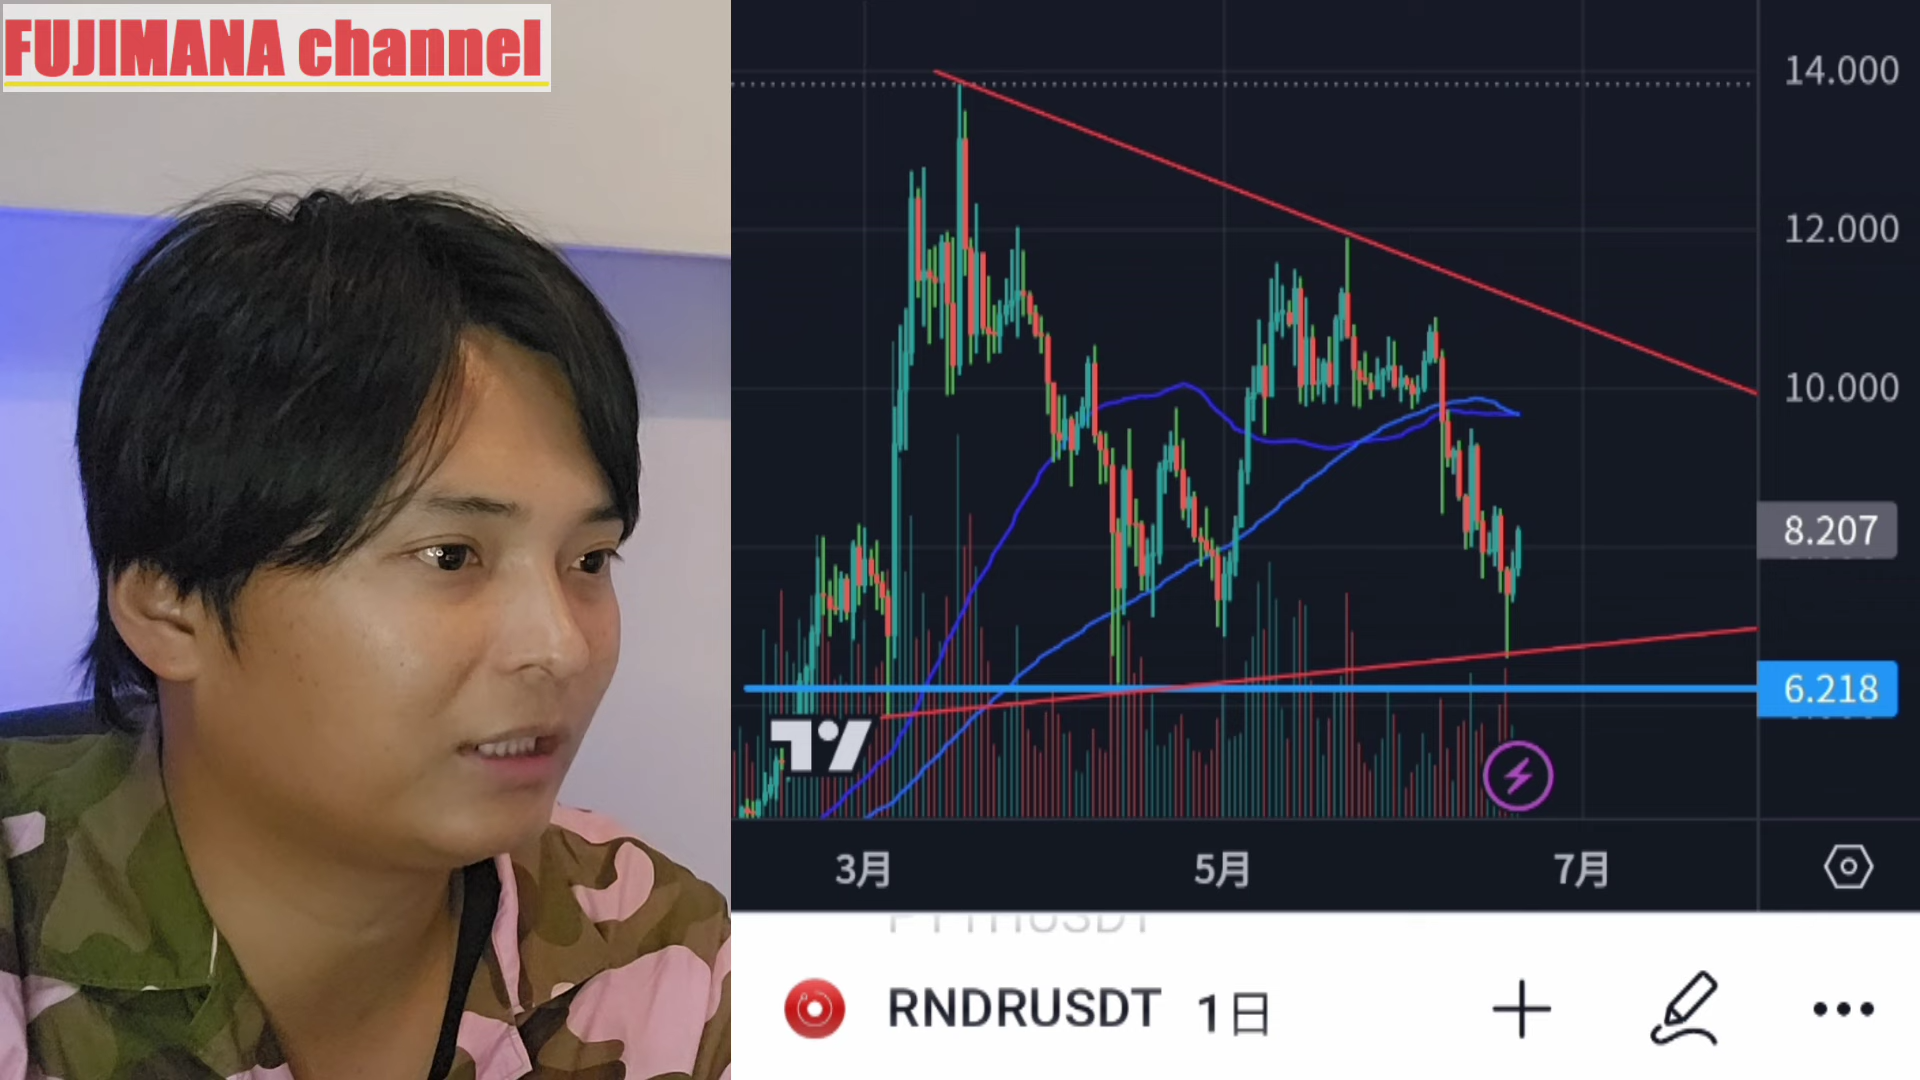 FUJIMANA channel
14.000
12.000
10.000
8.207
6.218
3月
5月
7月
RNDRUSDT 1日